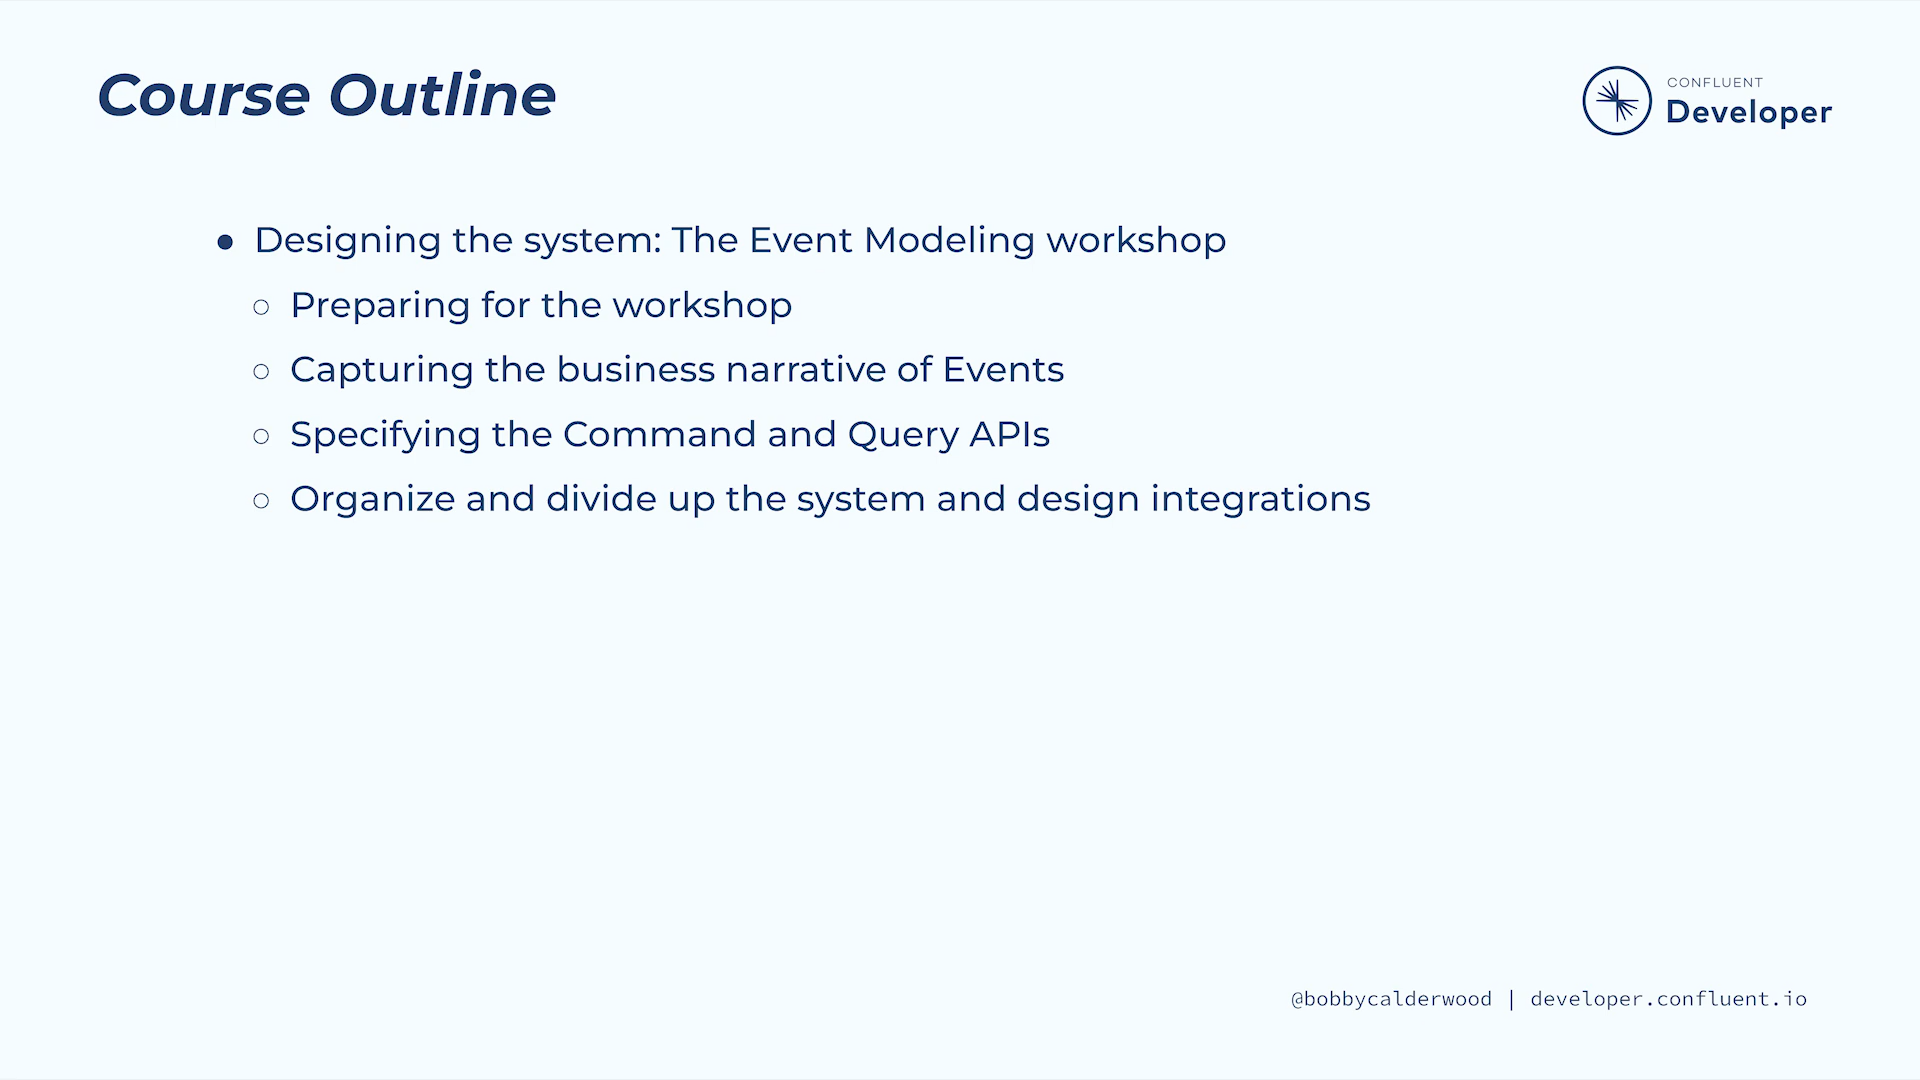 Course Outline
CONFLUENT
Developer
● Designing the system: The Event Modeling workshop
○ Preparing for the workshop
○ Capturing the business narrative of Events
○ Specifying the Command and Query APIs
○ Organize and divide up the system and design integrations
@bobbycalderwood | developer.confluent.io